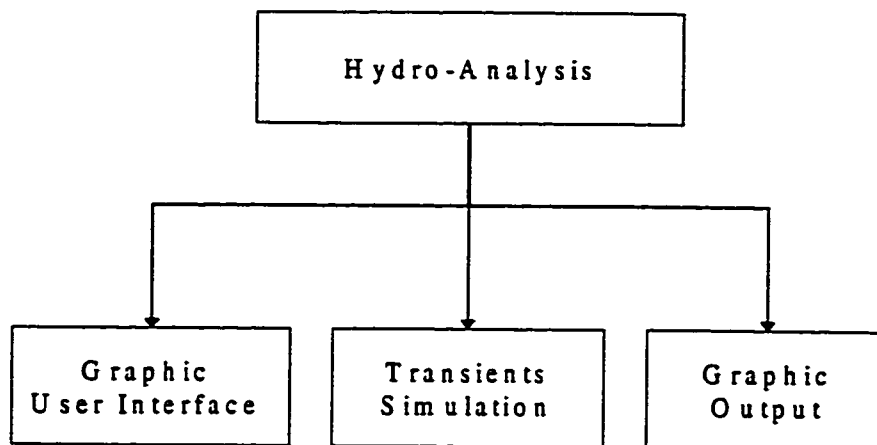 Hydro-Analysis
Graphic
User Interface
Transients
Simulation
Graphic
Output